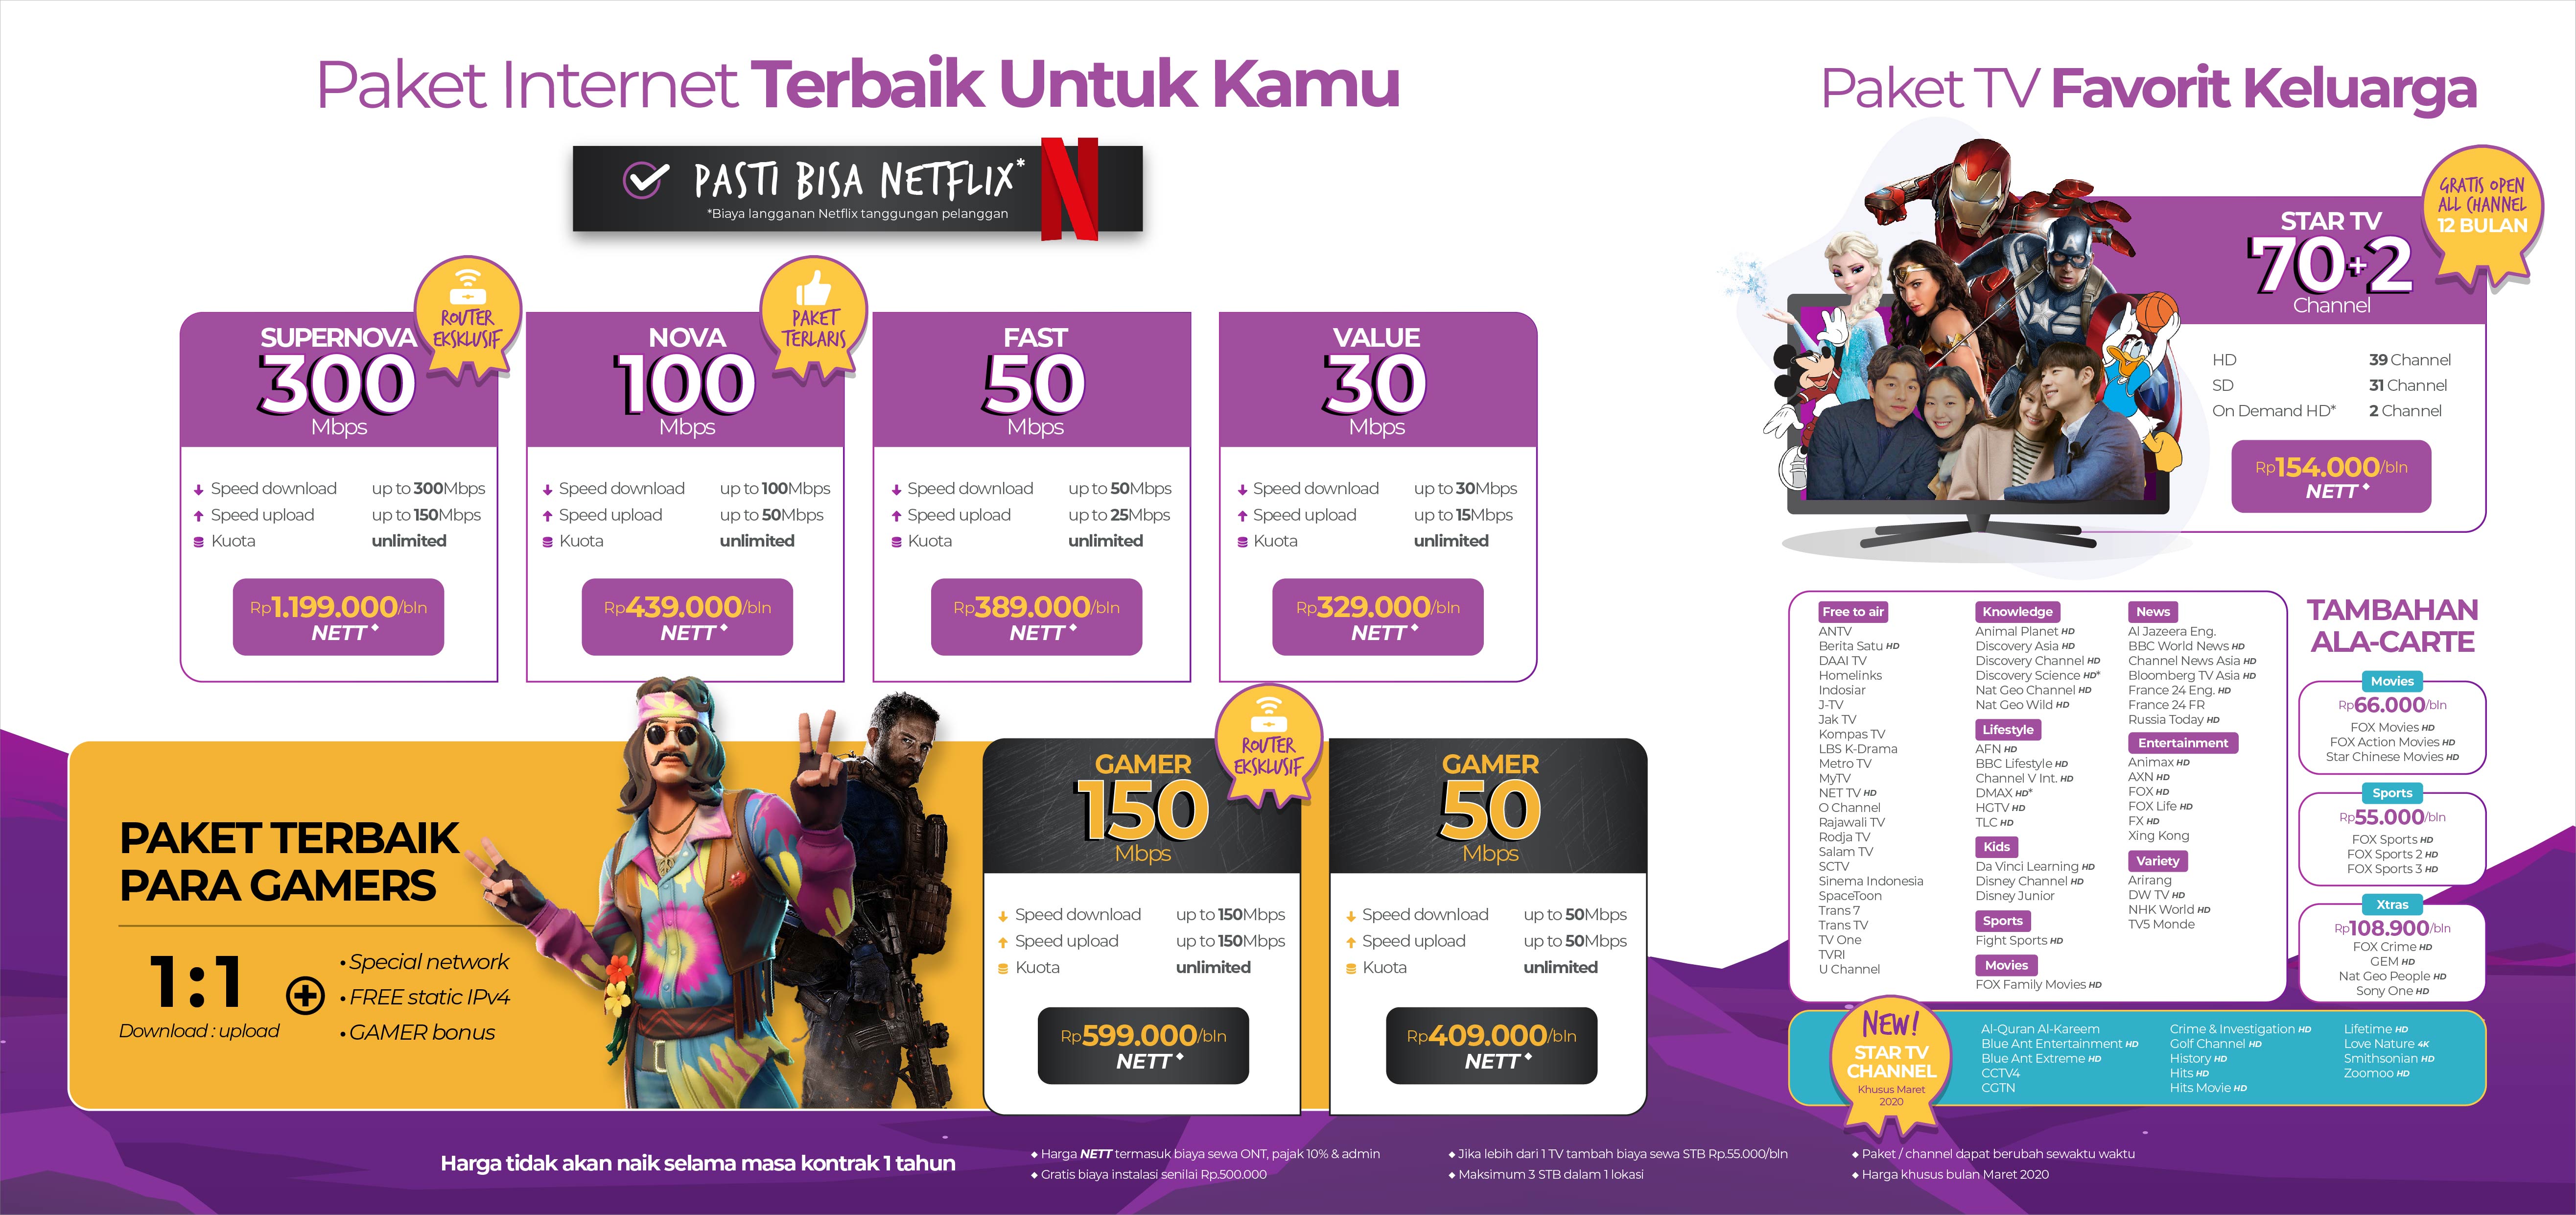 Paket Internet Terbaik Untuk Kamu
PASTI BISA NETFLIX*
*Biaya langganan Netflix tanggungan pelanggan
SUPERNOVA
300
Mbps
ROUTER
EKSKLUSIF
Speed download up to 300Mbps
Speed upload up to 150Mbps
Kuota unlimited
Rp1.199.000/bln
NETT ◆
NOVA
100
Mbps
PAKET
TERLARIS
Speed download up to 100Mbps
Speed upload up to 50Mbps
Kuota unlimited
Rp439.000/bln
NETT ◆
FAST
50
Mbps
Speed download up to 50Mbps
Speed upload up to 25Mbps
Kuota unlimited
Rp389.000/bln
NETT ◆
VALUE
30
Mbps
Speed download up to 30Mbps
Speed upload up to 15Mbps
Kuota unlimited
Rp329.000/bln
NETT ◆
PAKET TERBAIK
PARA GAMERS
1:1
Download : upload
• Special network
• FREE static IPv4
• GAMER bonus
GAMER
150
Mbps
ROUTER
EKSKLUSIF
Speed download up to 150Mbps
Speed upload up to 150Mbps
Kuota unlimited
Rp599.000/bln
NETT ◆
GAMER
50
Mbps
Speed download up to 50Mbps
Speed upload up to 50Mbps
Kuota unlimited
Rp409.000/bln
NETT ◆
Paket TV Favorit Keluarga
GRATIS OPEN
ALL CHANNEL
12 BULAN
STAR TV
70+2
Channel
HD 39 Channel
SD 31 Channel
On Demand HD* 2 Channel
Rp154.000/bln
NETT ◆
Free to air
ANTV
Berita Satu HD
DAAI TV
Homelinks
Indosiar
J-TV
Jak TV
Kompas TV
LBS K-Drama
Metro TV
MyTV
NET TV HD
O Channel
Rajawali TV
Rodja TV
Salam TV
SCTV
Sinema Indonesia
SpaceToon
Trans 7
Trans TV
TV One
TVRI
U Channel
Knowledge
Animal Planet HD
Discovery Asia HD
Discovery Channel HD
Discovery Science HD*
Nat Geo Channel HD
Nat Geo Wild HD
Lifestyle
AFN HD
BBC Lifestyle HD
Channel V Int. HD
DMAX HD*
HGTV HD
TLC HD
Kids
Da Vinci Learning HD
Disney Channel HD
Disney Junior
Sports
Fight Sports HD
Movies
FOX Family Movies HD
News
Al Jazeera Eng.
BBC World News HD
Channel News Asia HD
Bloomberg TV Asia HD
France 24 Eng. HD
France 24 FR
Russia Today HD
Entertainment
Animax HD
AXN HD
FOX HD
FOX Life HD
FX HD
Xing Kong
Variety
Arirang
DW TV HD
NHK World HD
TV5 Monde
TAMBAHAN
ALA-CARTE
Movies
Rp66.000/bln
FOX Movies HD
FOX Action Movies HD
Star Chinese Movies HD
Sports
Rp55.000/bln
FOX Sports HD
FOX Sports 2 HD
FOX Sports 3 HD
Xtras
Rp108.900/bln
FOX Crime HD
GEM HD
Nat Geo People HD
Sony One HD
NEW!
STAR TV
CHANNEL
Khusus Maret
2020
Al-Quran Al-Kareem
Blue Ant Entertainment HD
Blue Ant Extreme HD
CCTV4
CGTN
Crime & Investigation HD
Golf Channel HD
History HD
Hits HD
Hits Movie HD
Lifetime HD
Love Nature 4K
Smithsonian HD
Zoomoo HD
Harga tidak akan naik selama masa kontrak 1 tahun
◆ Harga NETT termasuk biaya sewa ONT, pajak 10% & admin
◆ Gratis biaya instalasi senilai Rp.500.000
◆ Jika lebih dari 1 TV tambah biaya sewa STB Rp.55.000/bln
◆ Maksimum 3 STB dalam 1 lokasi
◆ Paket / channel dapat berubah sewaktu waktu
◆ Harga khusus bulan Maret 2020